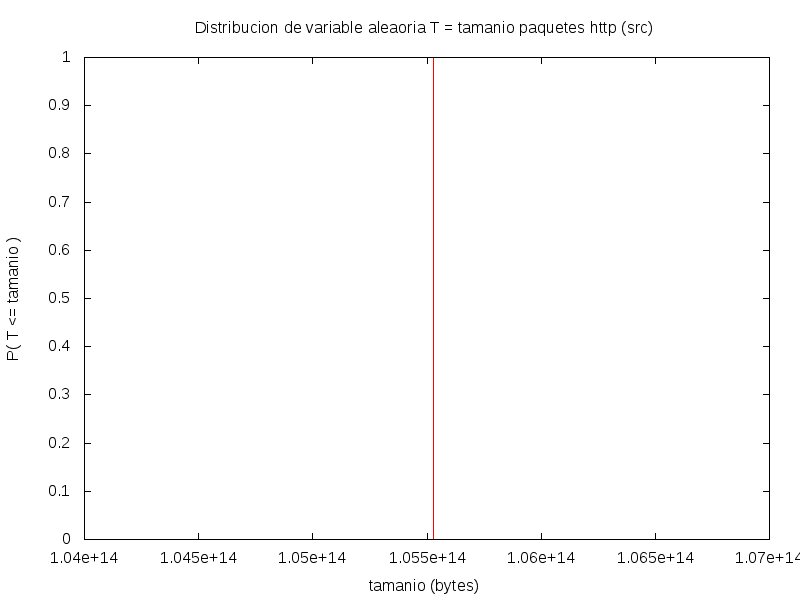 Distribucion de variable aleaoria T = tamanio paquetes http (src)
1
0.9
0.8
0.7
0.6
0.5
0.4
0.3
0.2
0.1
0
P( T <= tamanio )
1.04e+14 1.045e+14 1.05e+14 1.055e+14 1.06e+14 1.065e+14 1.07e+14
tamanio (bytes)